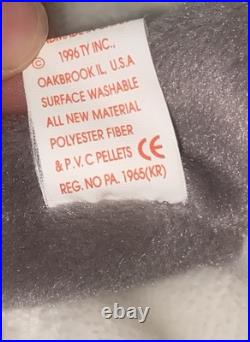 1996 TY INC.,
OAKBROOK IL, U.S.A
SURFACE WASHABLE
ALL NEW MATERIAL
POLYESTER FIBER
& P.V.C PELLETS CE
REG. NO PA. 1965(KR)